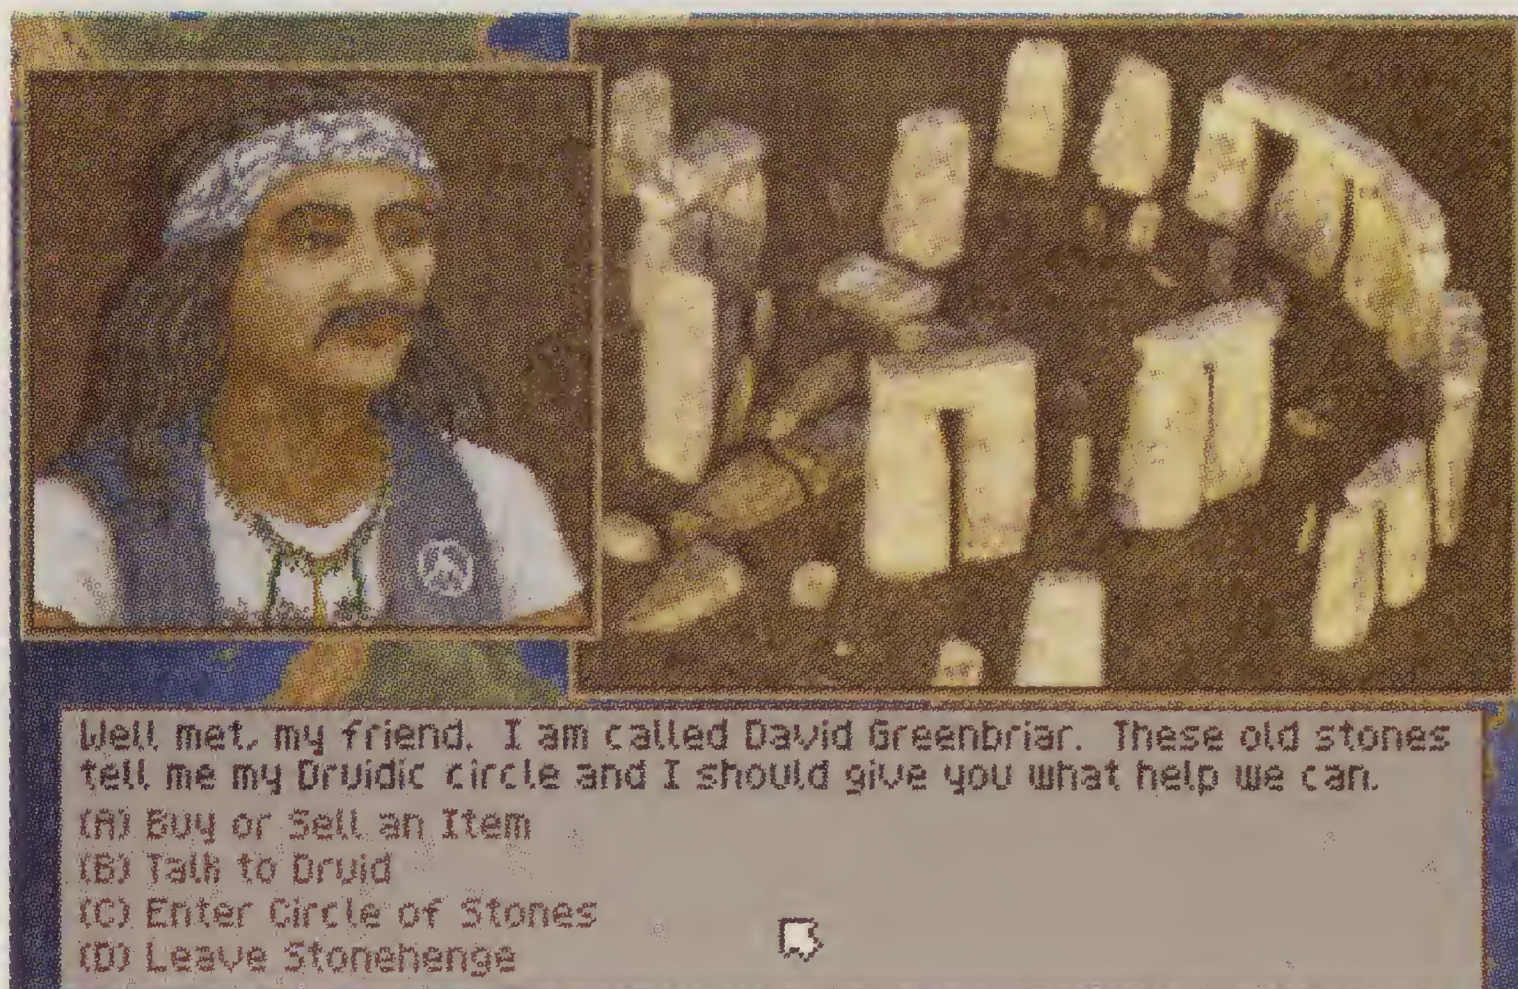 Well met, my friend. I am called David Greenbriar. These old stones
tell me my Druidic circle and I should give you what help we can.
(A) Buy or Sell an Item
(B) Talk to Druid
(C) Enter Circle of Stones
(D) Leave Stonehenge